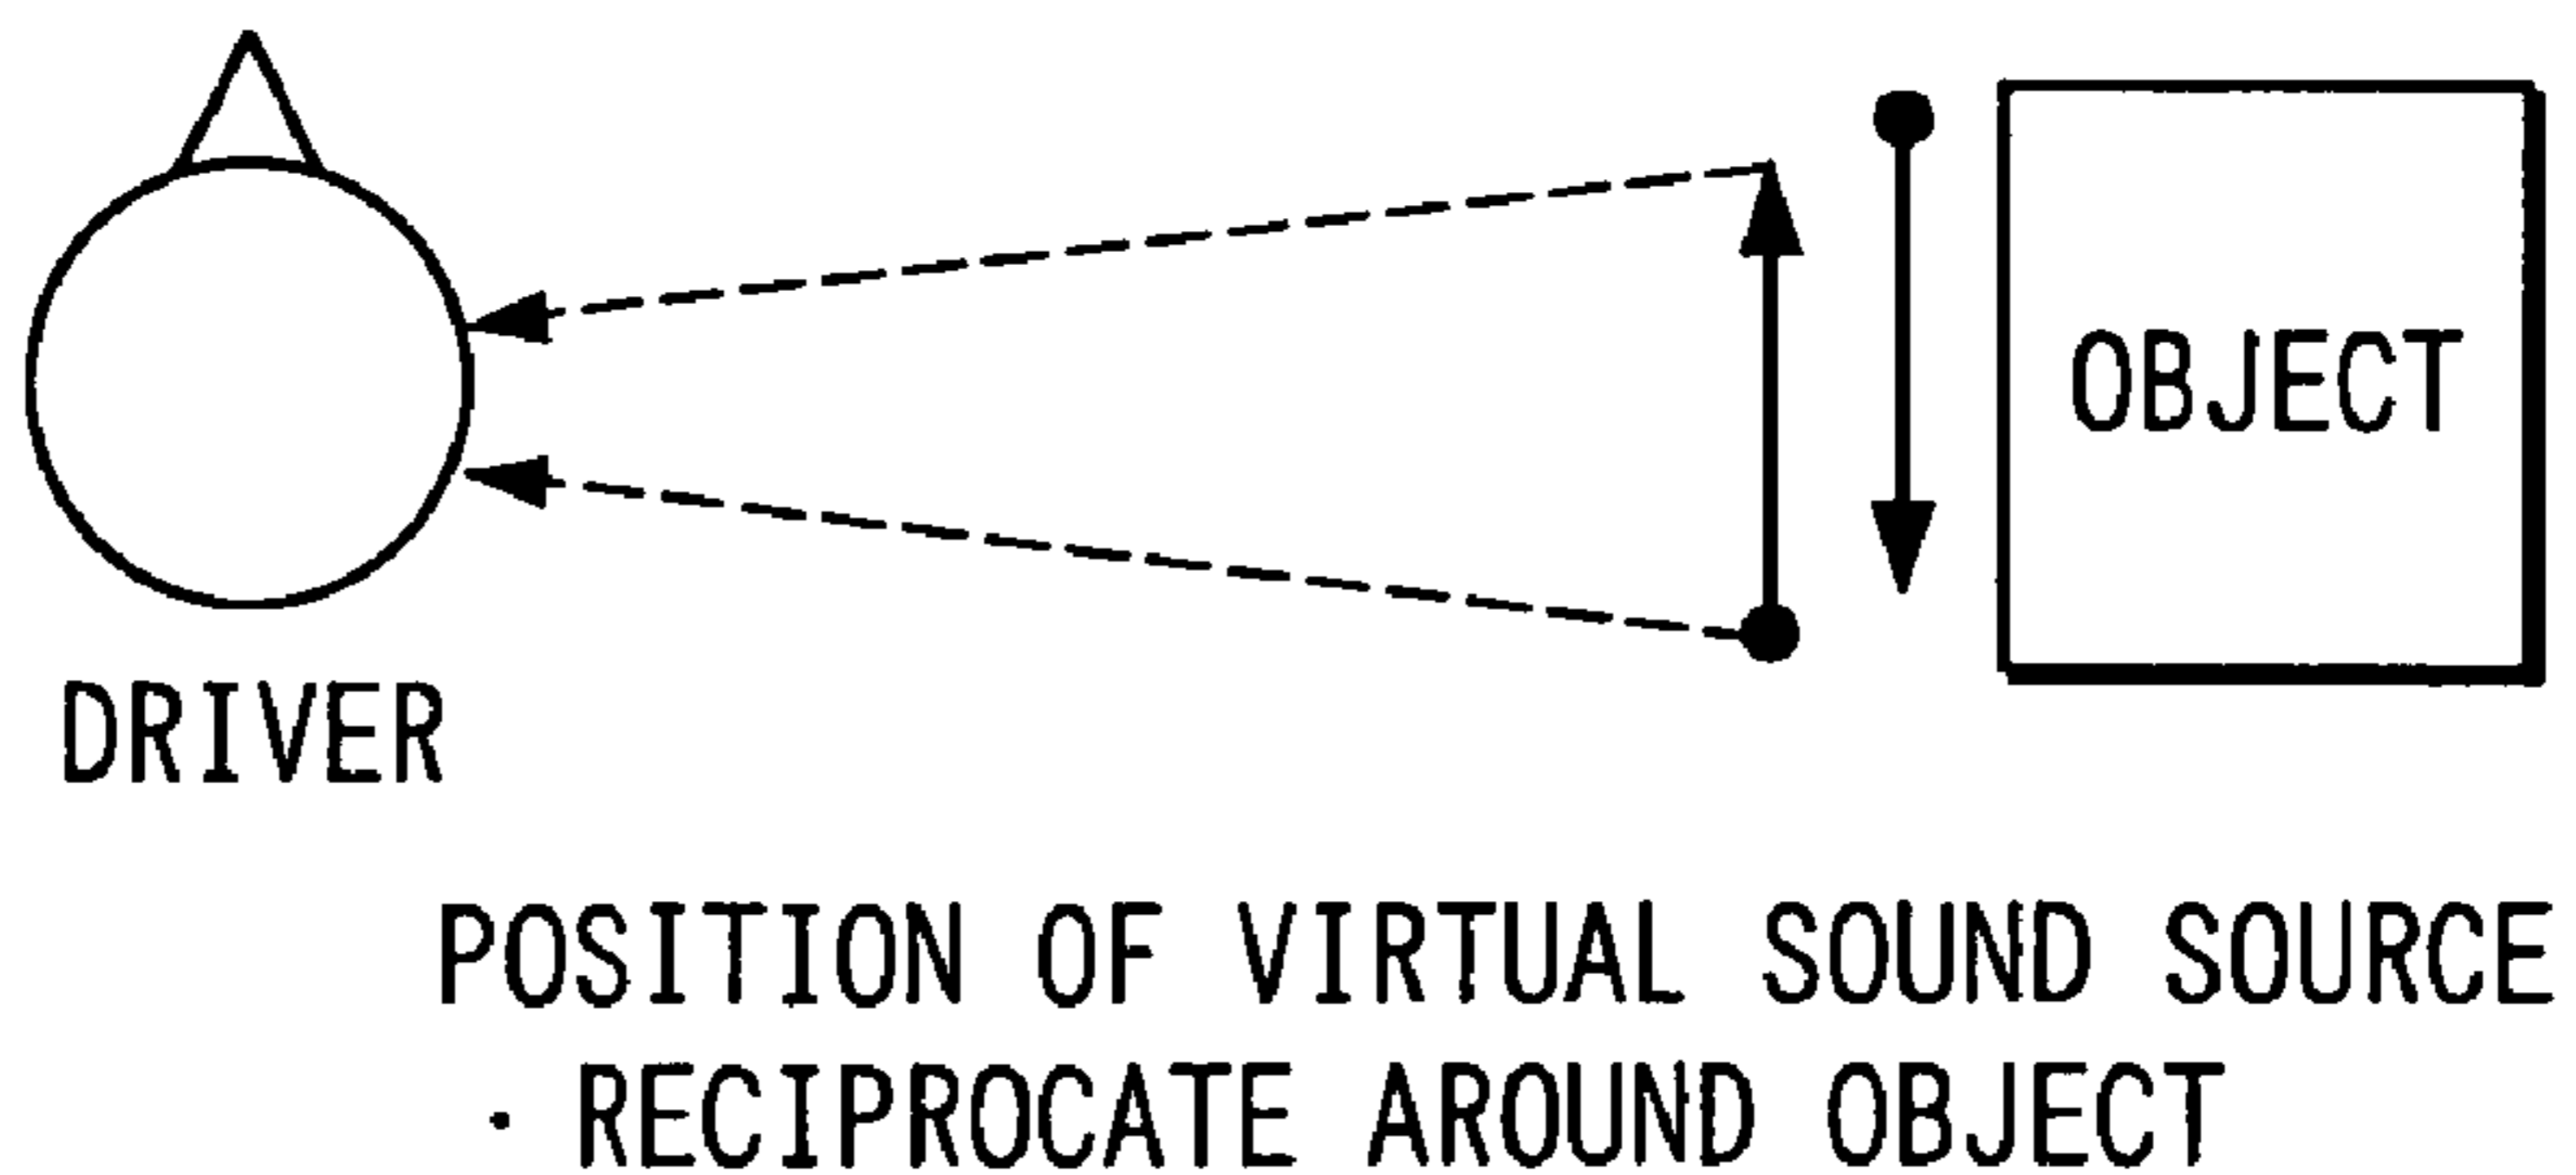 OBJECT
DRIVER
POSITION OF VIRTUAL SOUND SOURCE
· RECIPROCATE AROUND OBJECT